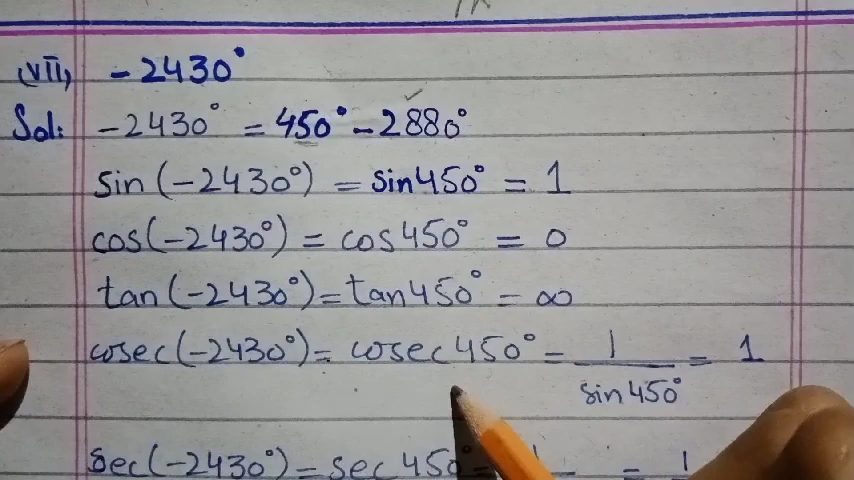 (VII) -2430°
Sol: -2430° = 450° - 2880°
sin(-2430°) = sin450° = 1
cos(-2430°) = cos450° = 0
tan(-2430°) = tan450° = ∞
cosec(-2430°) = cosec450° = 1/sin450° = 1
sec(-2430°) = sec450